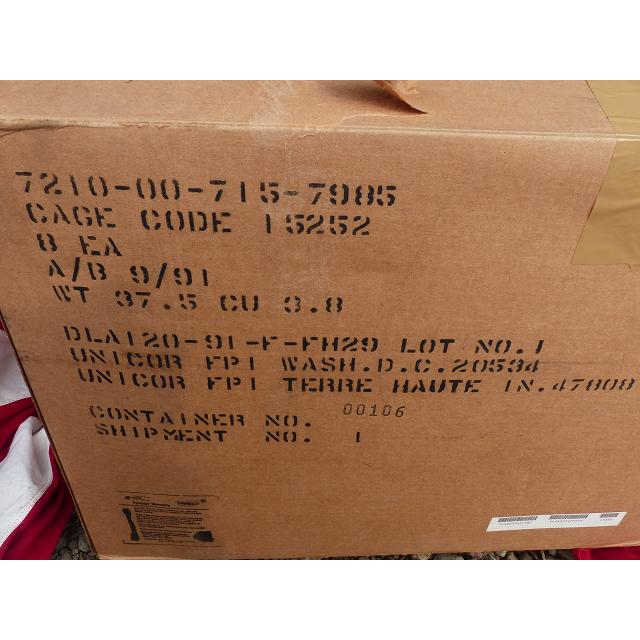 7210-00-715-7985
CAGE CODE 15252
8 EA
A/B 9/91
WT 37.5 CU 3.8
DLA120-91-F-FH29 LOT NO.1
UNICOR FPI WASH.D.C.20534
UNICOR FPI TERRE HAUTE IN.47808
CONTAINER NO. 00106
SHIPMENT NO. 1